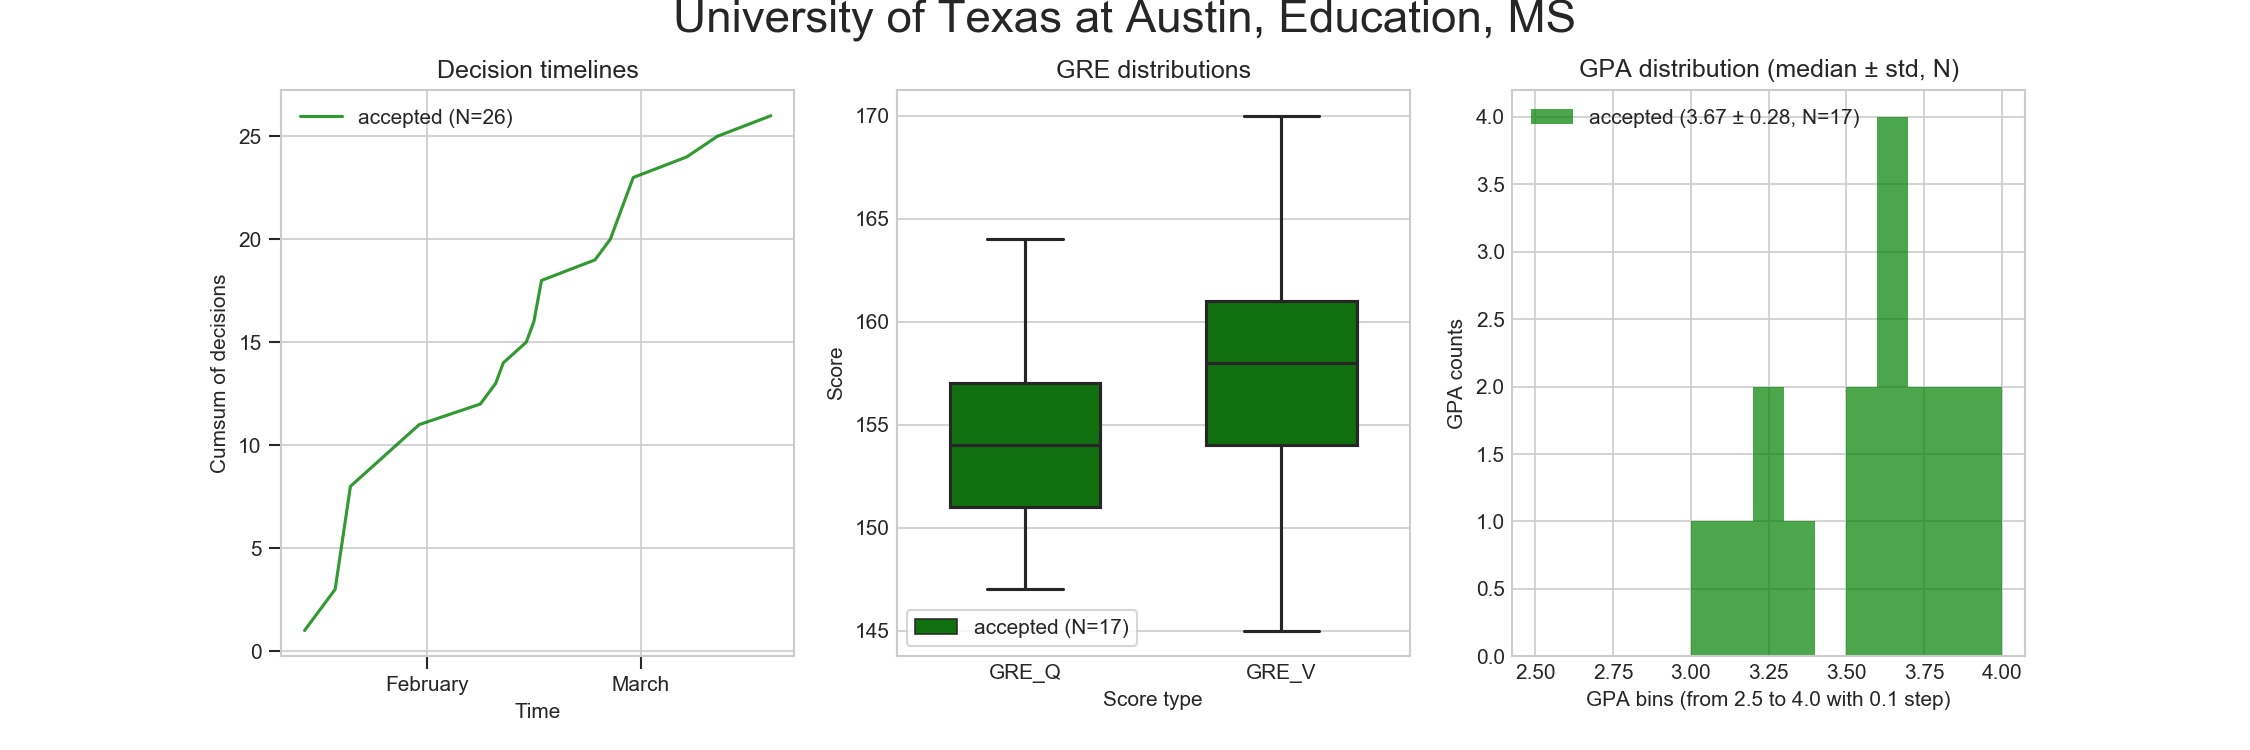 University of Texas at Austin, Education, MS
Decision timelines
accepted (N=26)
25
20
15
10
5
0
Cumsum of decisions
February
March
Time
GRE distributions
170
165
160
155
150
145
Score
accepted (N=17)
GRE_Q
GRE_V
Score type
GPA distribution (median ± std, N)
accepted (3.67 ± 0.28, N=17)
4.0
3.5
3.0
2.5
2.0
1.5
1.0
0.5
0.0
GPA counts
2.50
2.75
3.00
3.25
3.50
3.75
4.00
GPA bins (from 2.5 to 4.0 with 0.1 step)